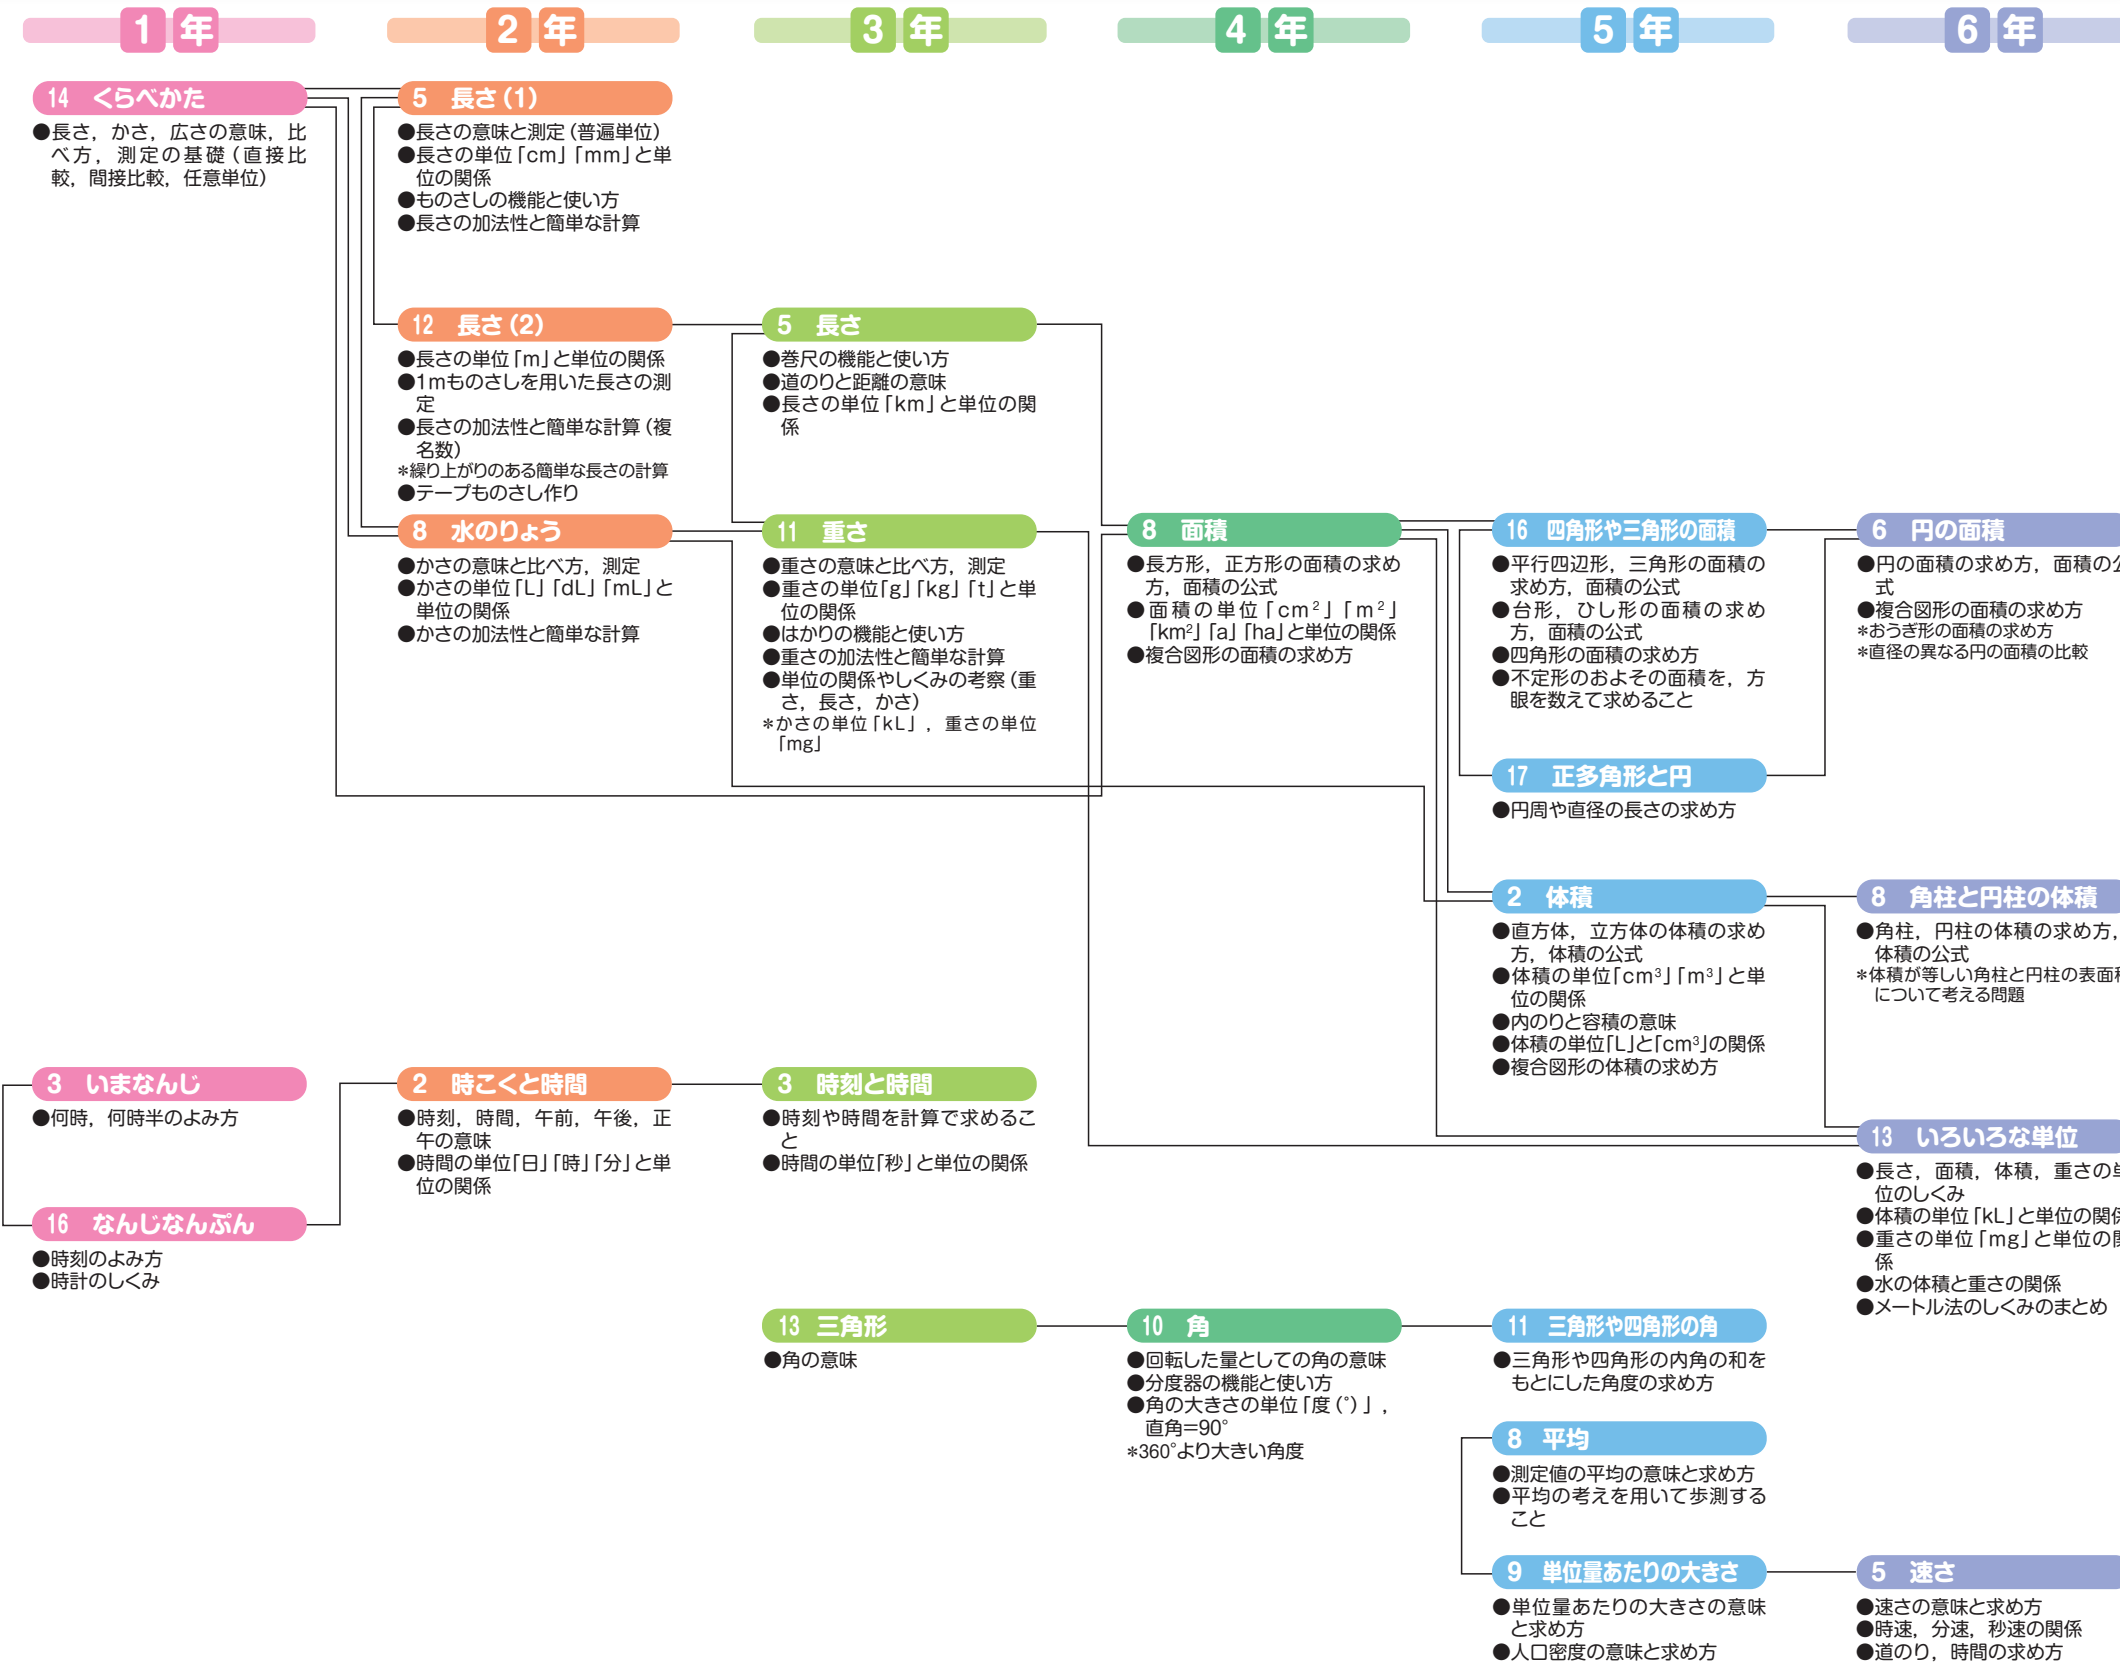 1 年
2 年
3 年
4 年
5 年
6 年
14 くらべかた
●長さ，かさ，広さの意味，比
べ方，測定の基礎（直接比
較，間接比較，任意単位）
3 いまなんじ
●何時，何時半のよみ方
16 なんじなんぷん
●時刻のよみ方
●時計のしくみ
5 長さ（1）
●長さの意味と測定（普遍単位）
●長さの単位「cm」「mm」と単
位の関係
●ものさしの機能と使い方
●長さの加法性と簡単な計算
12 長さ（2）
●長さの単位「m」と単位の関係
●1mものさしを用いた長さの測
定
●長さの加法性と簡単な計算（複
名数）
＊繰り上がりのある簡単な長さの計算
●テープものさし作り
8 水のりょう
●かさの意味と比べ方，測定
●かさの単位「L」「dL」「mL」と
単位の関係
●かさの加法性と簡単な計算
2 時こくと時間
●時刻，時間，午前，午後，正
午の意味
●時間の単位「日」「時」「分」と単
位の関係
5 長さ
●巻尺の機能と使い方
●道のりと距離の意味
●長さの単位「km」と単位の関
係
11 重さ
●重さの意味と比べ方，測定
●重さの単位「g」「kg」「t」と単
位の関係
●はかりの機能と使い方
●重さの加法性と簡単な計算
●単位の関係やしくみの考察（重
さ，長さ，かさ）
＊かさの単位「kL」，重さの単位
「mg」
3 時刻と時間
●時刻や時間を計算で求めるこ
と
●時間の単位「秒」と単位の関係
13 三角形
●角の意味
8 面積
●長方形，正方形の面積の求め
方，面積の公式
●面積の単位「cm²」「m²」
「km²」「a」「ha」と単位の関係
●複合図形の面積の求め方
10 角
●回転した量としての角の意味
●分度器の機能と使い方
●角の大きさの単位「度（°）」，
直角＝90°
＊360°より大きい角度
16 四角形や三角形の面積
●平行四辺形，三角形の面積の
求め方，面積の公式
●台形，ひし形の面積の求め
方，面積の公式
●四角形の面積の求め方
●不定形のおよその面積を，方
眼を数えて求めること
17 正多角形と円
●円周や直径の長さの求め方
2 体積
●直方体，立方体の体積の求め
方，体積の公式
●体積の単位「cm³」「m³」と単
位の関係
●内のりと容積の意味
●体積の単位「L」と「cm³」の関係
●複合図形の体積の求め方
11 三角形や四角形の角
●三角形や四角形の内角の和を
もとにした角度の求め方
8 平均
●測定値の平均の意味と求め方
●平均の考えを用いて歩測する
こと
9 単位量あたりの大きさ
●単位量あたりの大きさの意味
と求め方
●人口密度の意味と求め方
6 円の面積
●円の面積の求め方，面積の公
式
●複合図形の面積の求め方
＊おうぎ形の面積の求め方
＊直径の異なる円の面積の比較
8 角柱と円柱の体積
●角柱，円柱の体積の求め方，
体積の公式
＊体積が等しい角柱と円柱の表面積
について考える問題
13 いろいろな単位
●長さ，面積，体積，重さの単
位のしくみ
●体積の単位「kL」と単位の関係
●重さの単位「mg」と単位の関
係
●水の体積と重さの関係
●メートル法のしくみのまとめ
5 速さ
●速さの意味と求め方
●時速，分速，秒速の関係
●道のり，時間の求め方